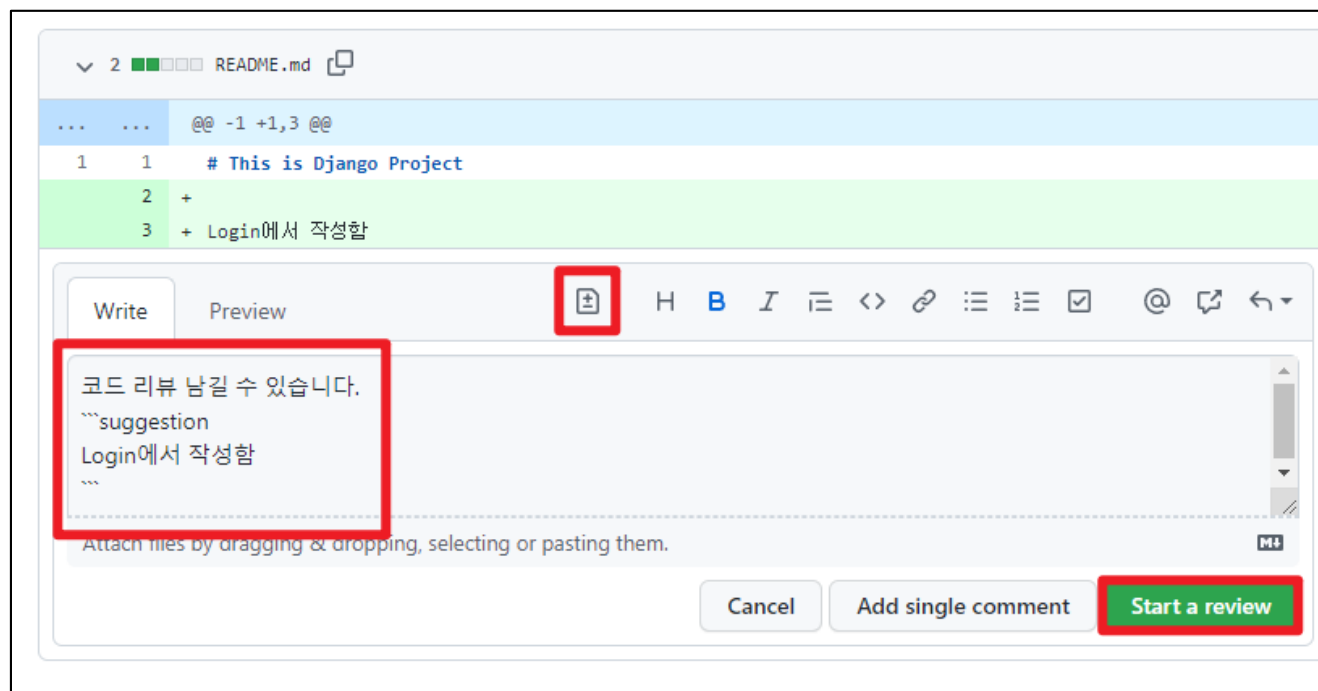 2 README.md
... ... @@ -1 +1,3 @@
1 1 # This is Django Project
2 +
3 + Login에서 작성함
Write Preview H B I <> @
코드 리뷰 남길 수 있습니다.
```suggestion
Login에서 작성함
```
Attach files by dragging & dropping, selecting or pasting them. M↓
Cancel Add single comment Start a review